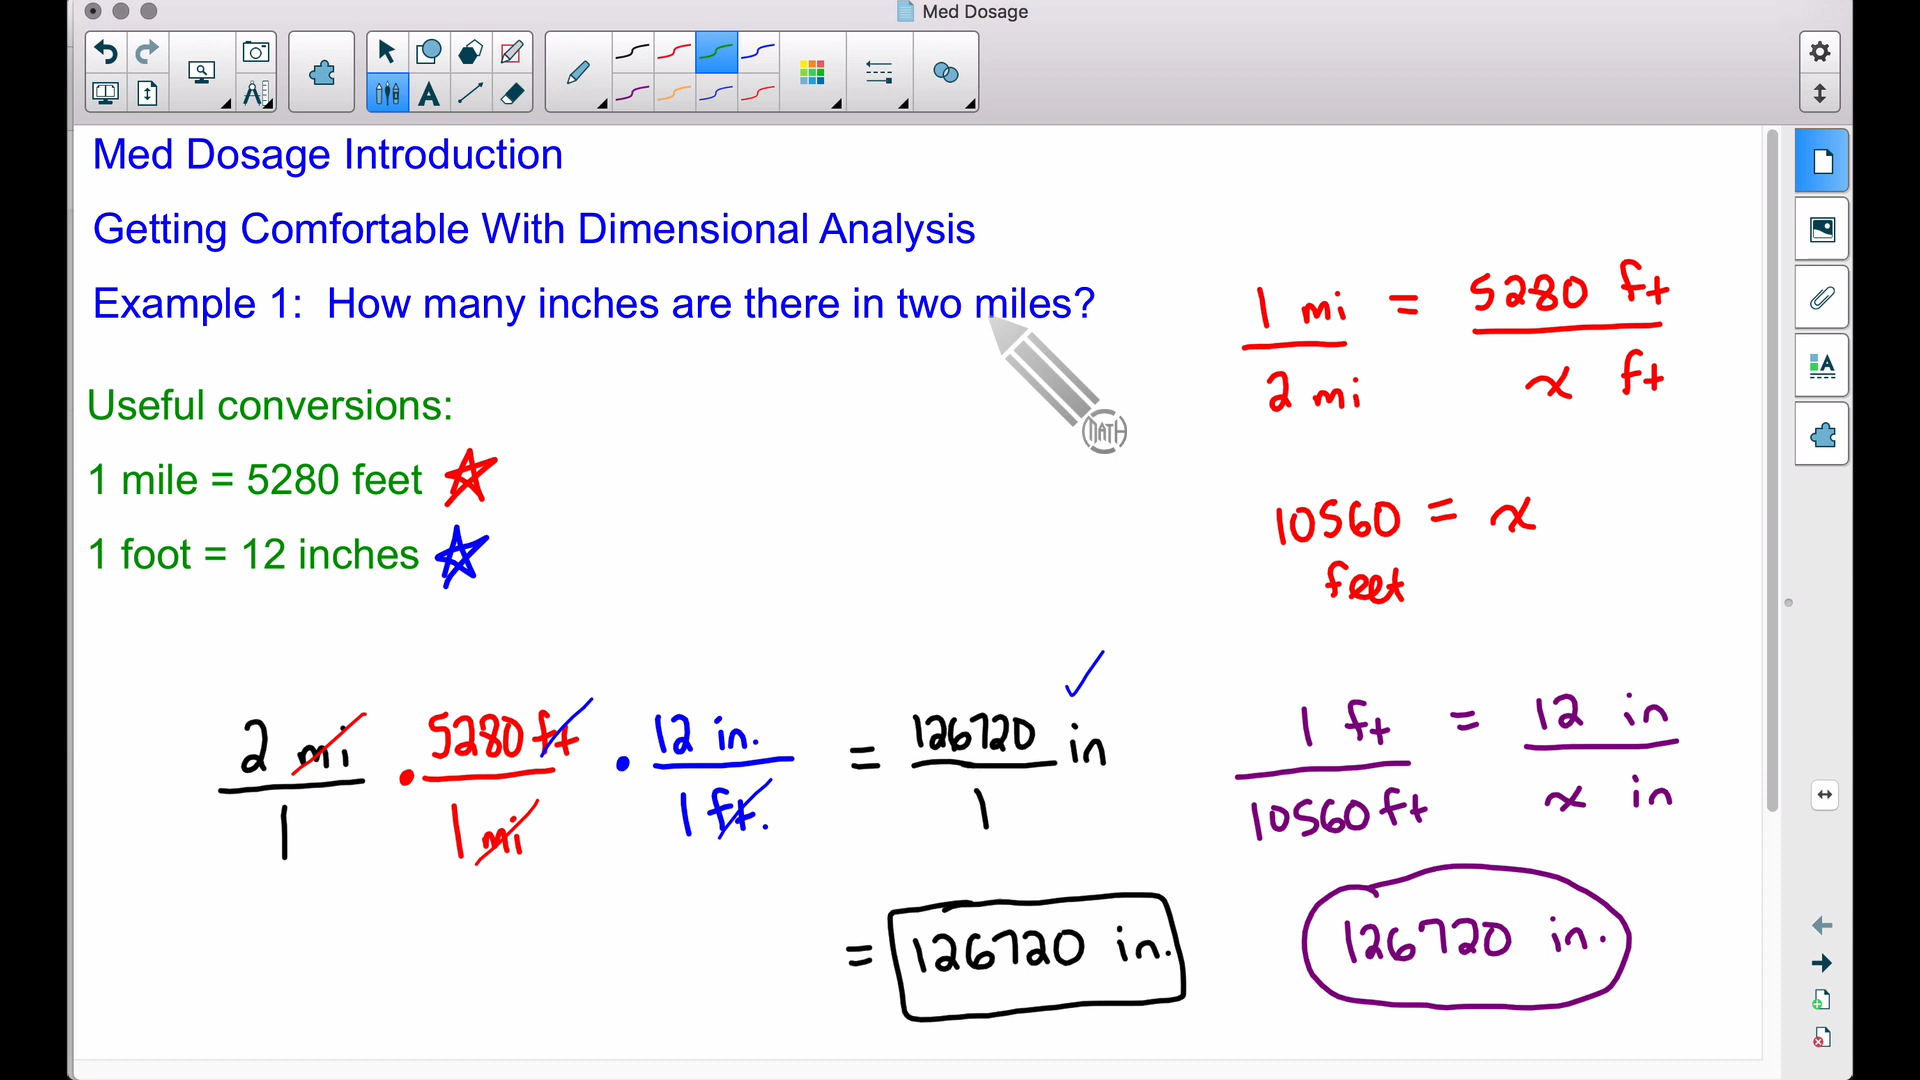 Med Dosage
Med Dosage Introduction
Getting Comfortable With Dimensional Analysis
Example 1: How many inches are there in two miles?
MATH
1 mi = 5280 ft
2 mi x ft
Useful conversions:
1 mile = 5280 feet
1 foot = 12 inches
10560 = x
feet
2 mi • 5280 ft • 12 in. = 126720 in
1 1 mi 1 ft. 1
= 126720 in.
1 ft = 12 in
10560 ft x in
126720 in.